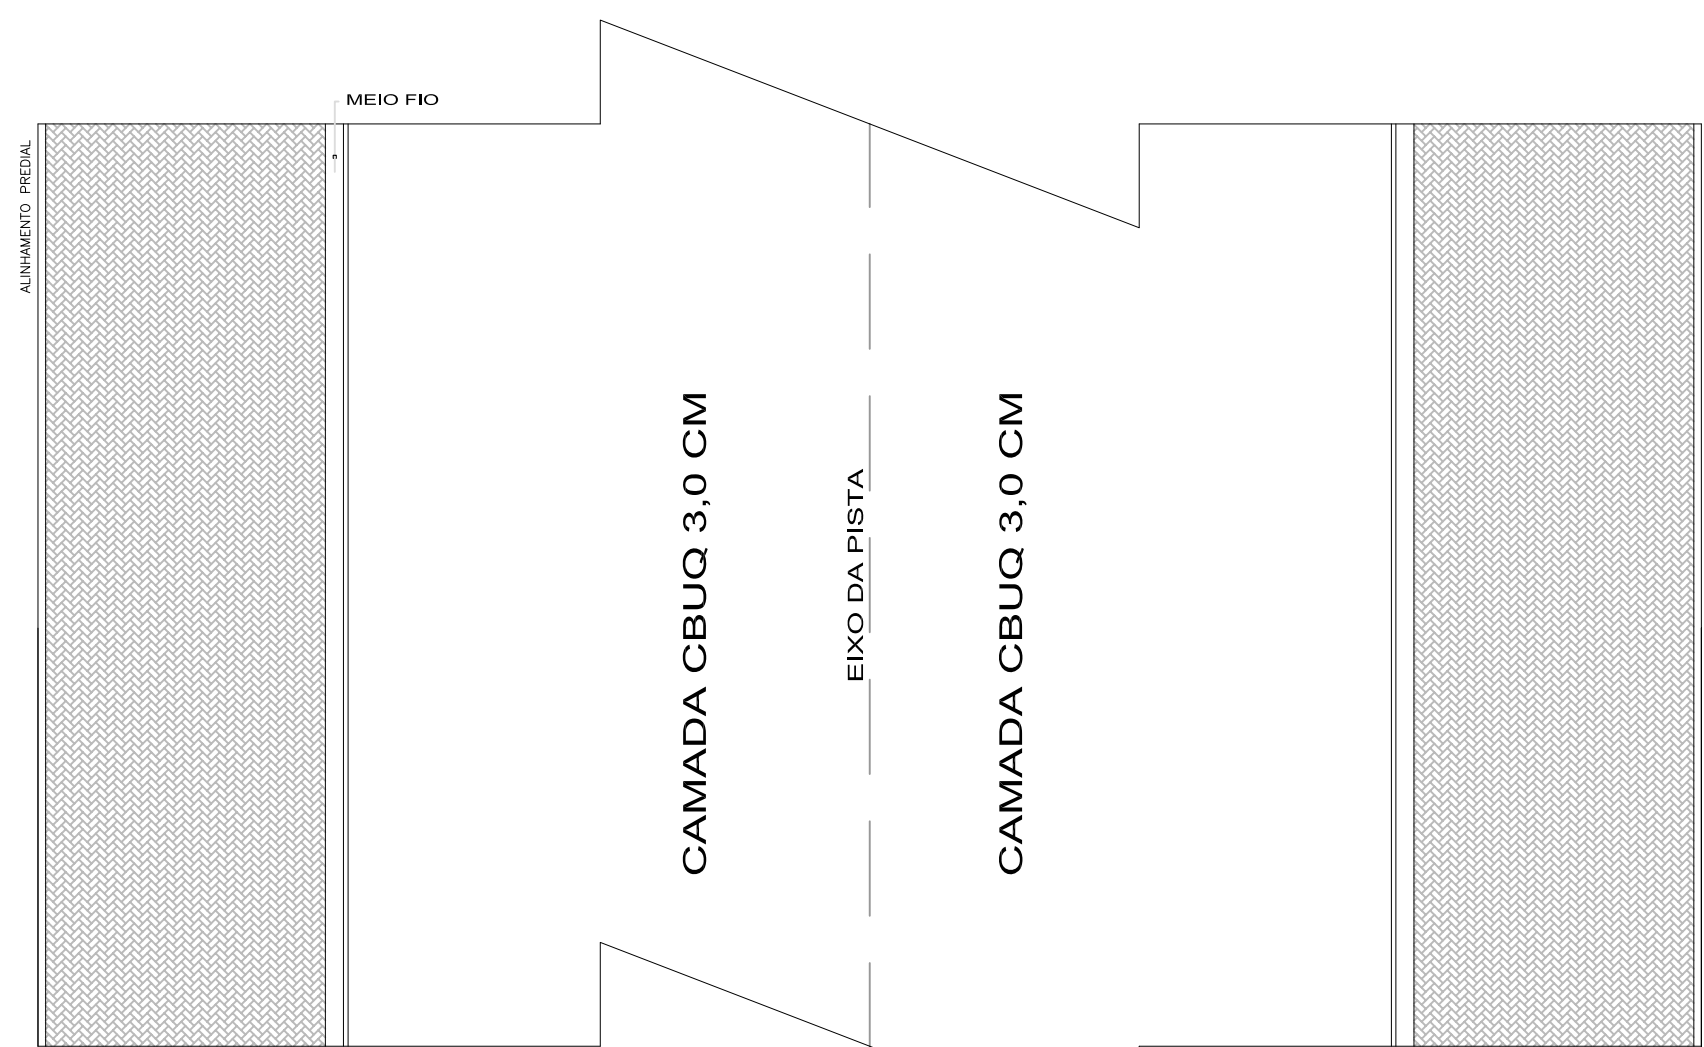 MEIO FIO
ALINHAMENTO PREDIAL
CAMADA CBUQ 3,0 CM
EIXO DA PISTA
CAMADA CBUQ 3,0 CM